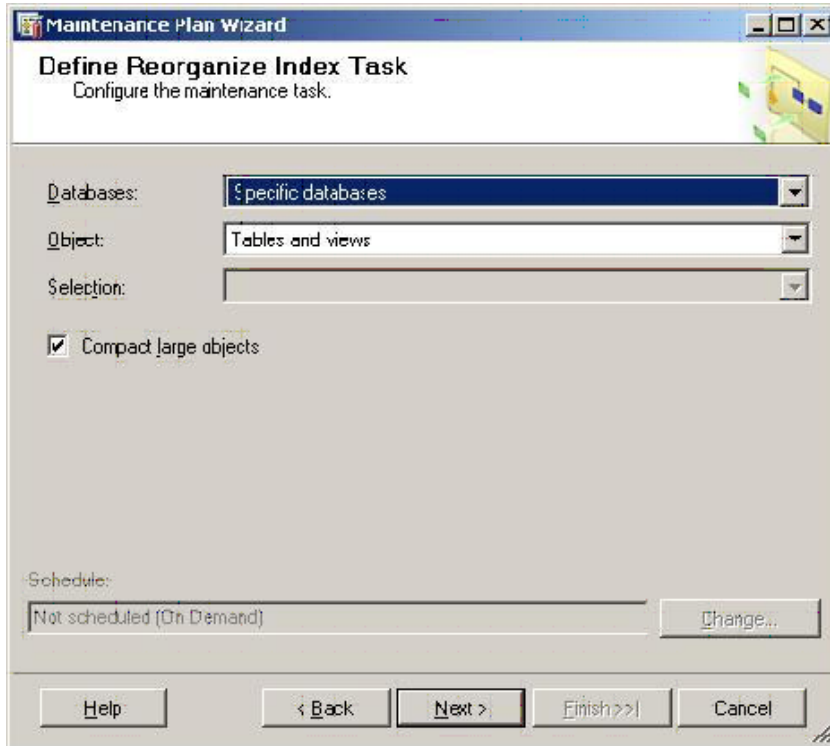 Maintenance Plan Wizard
Define Reorganize Index Task
Configure the maintenance task.
Databases: Specific databases
Object: Tables and views
Selection:
Compact large objects
Schedule:
Not scheduled (On Demand) Change...
Help < Back Next > Finish >>| Cancel